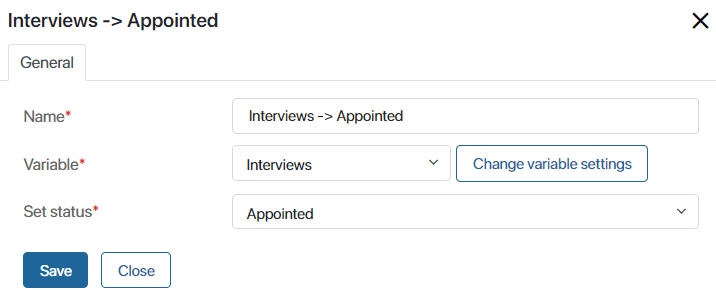 Interviews -> Appointed
General
Name* Interviews -> Appointed
Variable* Interviews Change variable settings
Set status* Appointed
Save Close